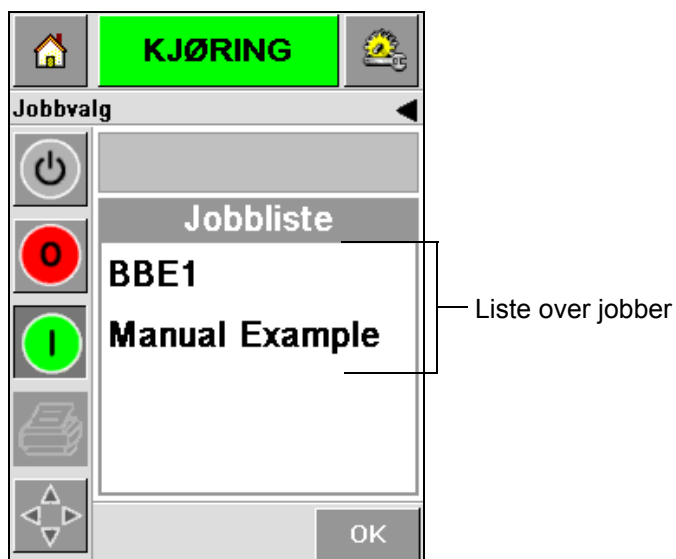 KJØRING
Jobbvalg
Jobbliste
BBE1
Manual Example
Liste over jobber
OK